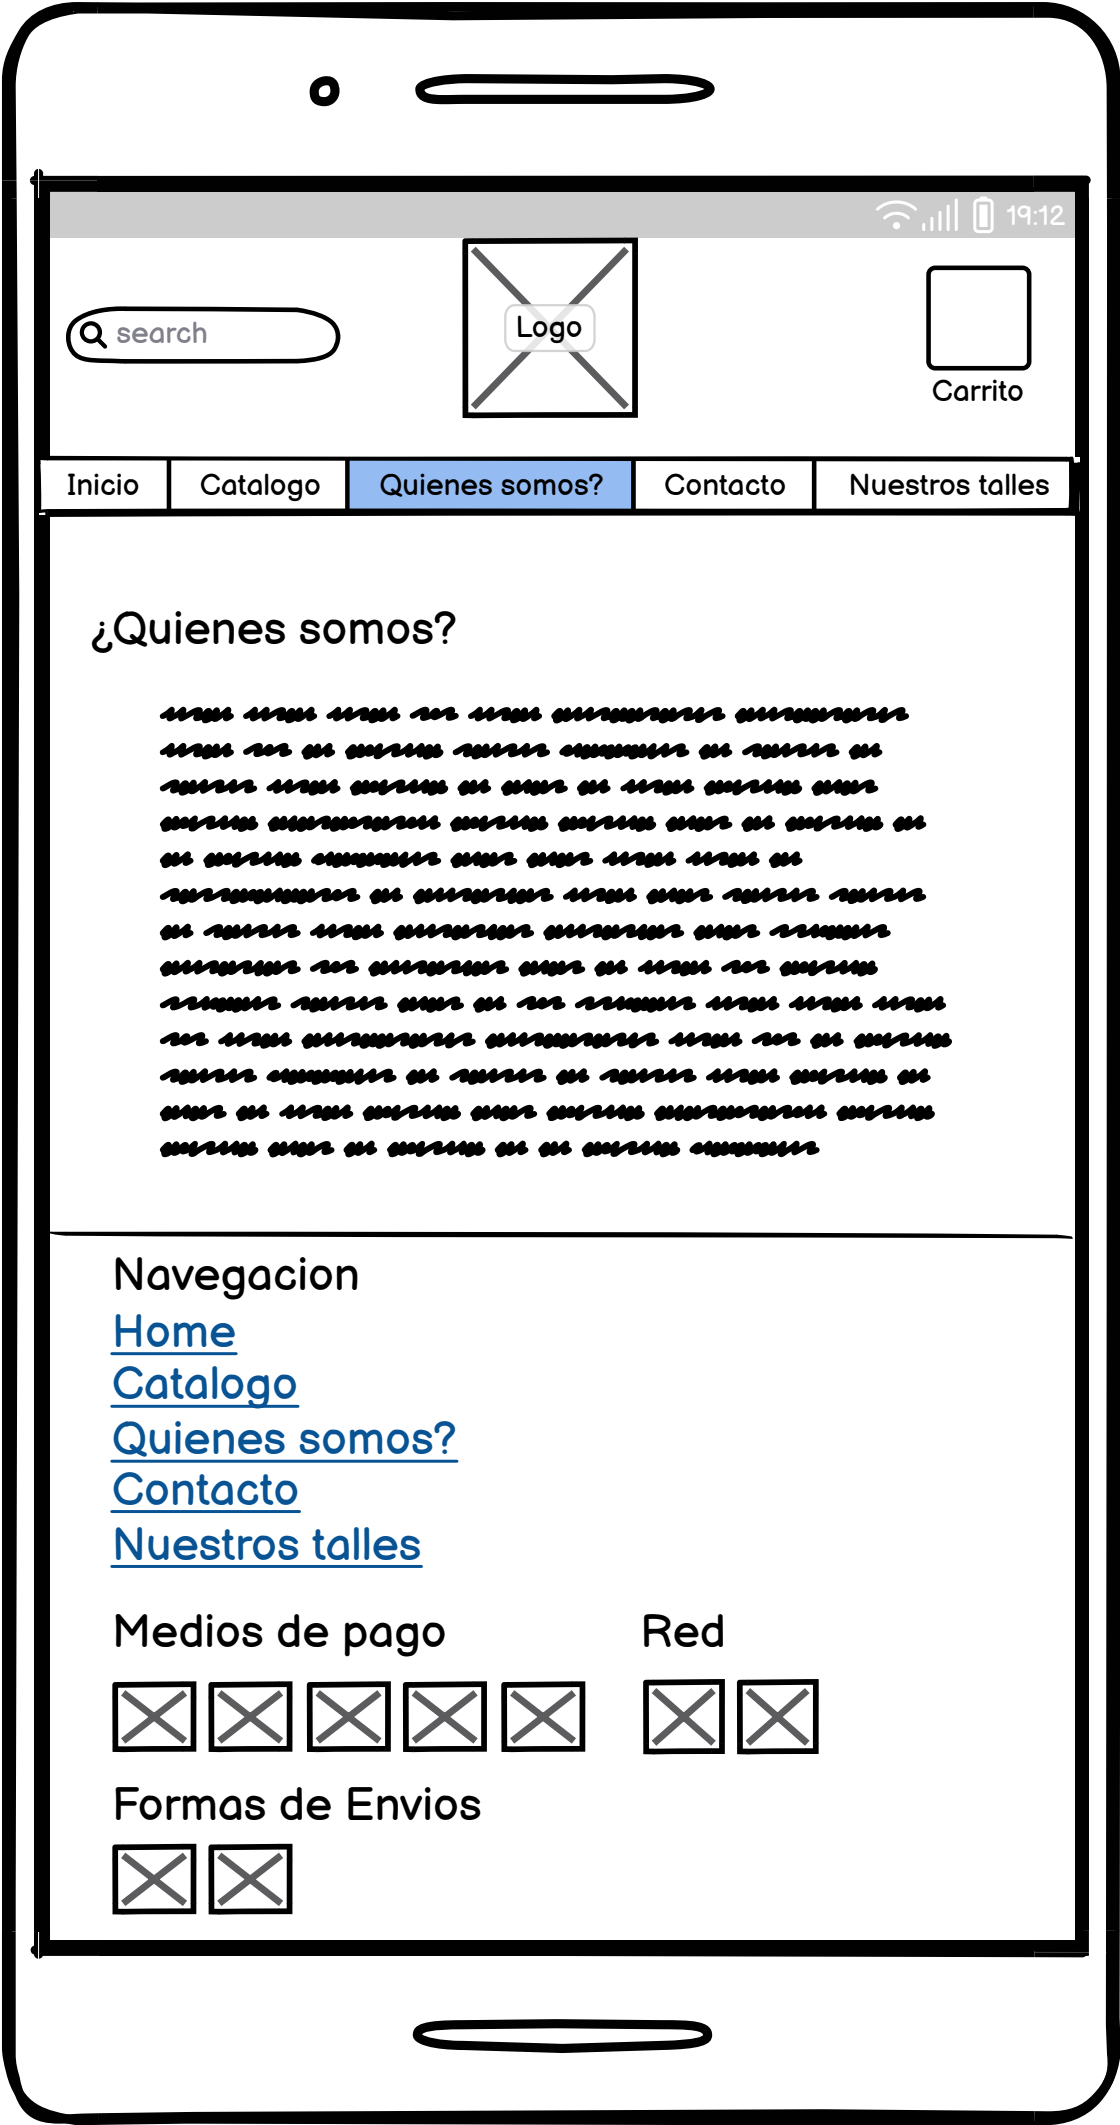 19:12
search
Logo
Carrito
Inicio Catalogo Quienes somos? Contacto Nuestros talles
¿Quienes somos?
Navegacion
Home
Catalogo
Quienes somos?
Contacto
Nuestros talles
Medios de pago Red
Formas de Envios